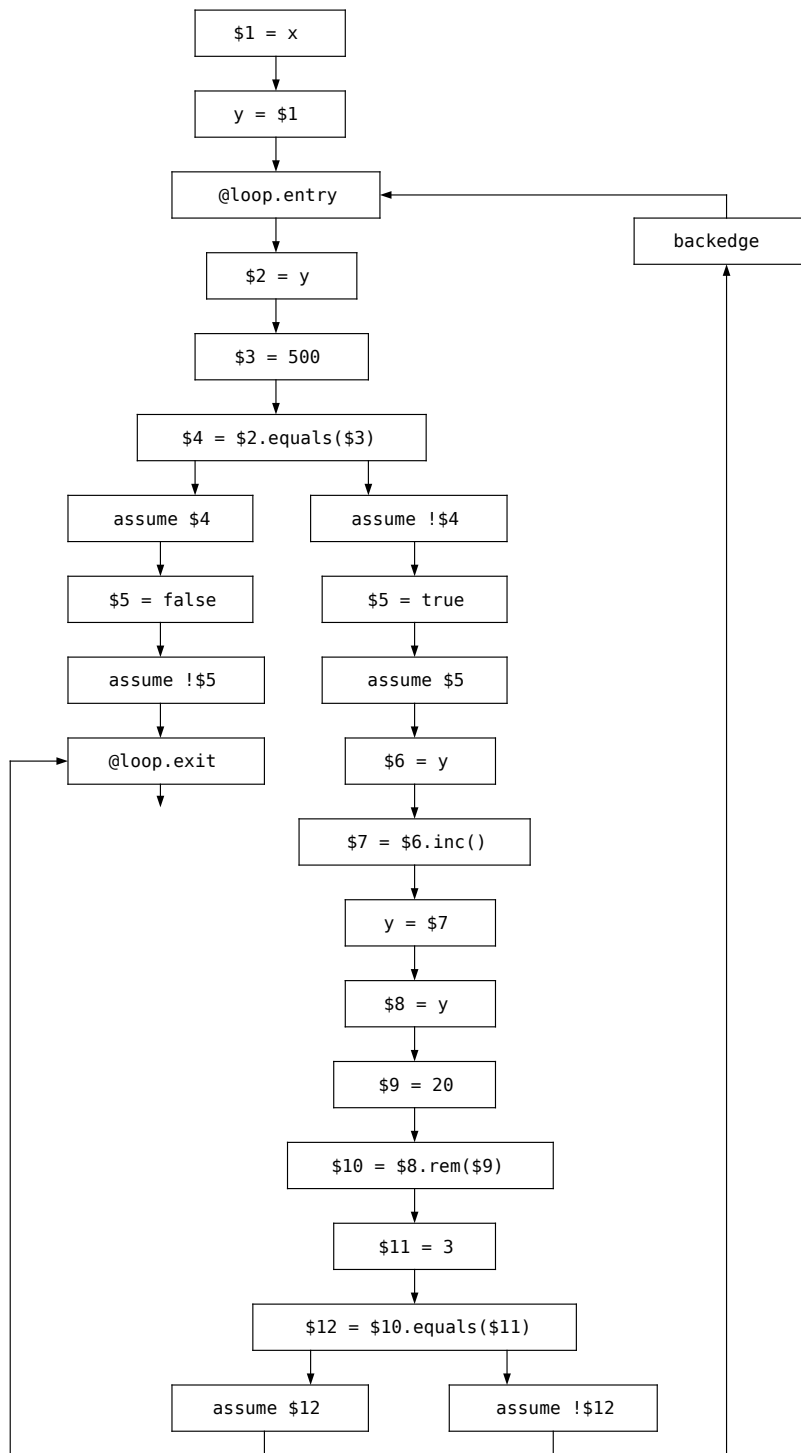 $1 = x
y = $1
@loop.entry
backedge
$2 = y
$3 = 500
$4 = $2.equals($3)
assume $4
assume !$4
$5 = false
$5 = true
assume !$5
assume $5
@loop.exit
$6 = y
$7 = $6.inc()
y = $7
$8 = y
$9 = 20
$10 = $8.rem($9)
$11 = 3
$12 = $10.equals($11)
assume $12
assume !$12